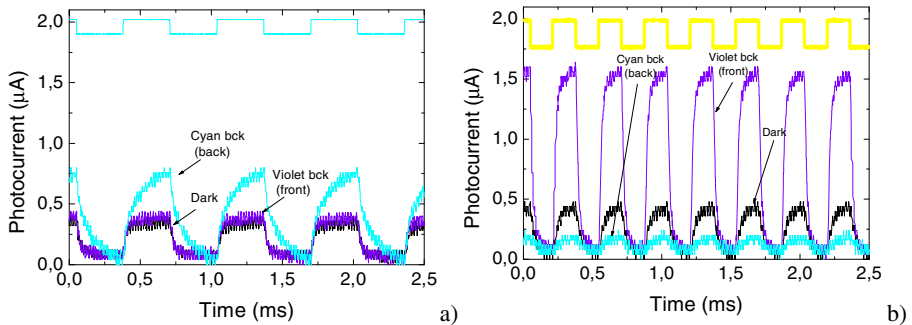 2,0
1,5
1,0
0,5
0,0
Photocurrent (μA)
Cyan bck
(back)
Violet bck
(front)
Dark
0,0 0,5 1,0 1,5 2,0 2,5
Time (ms)
a)
2,0
1,5
1,0
0,5
0,0
Photocurrent (μA)
Cyan bck
(back)
Violet bck
(front)
Dark
0,0 0,5 1,0 1,5 2,0 2,5
Time (ms)
b)